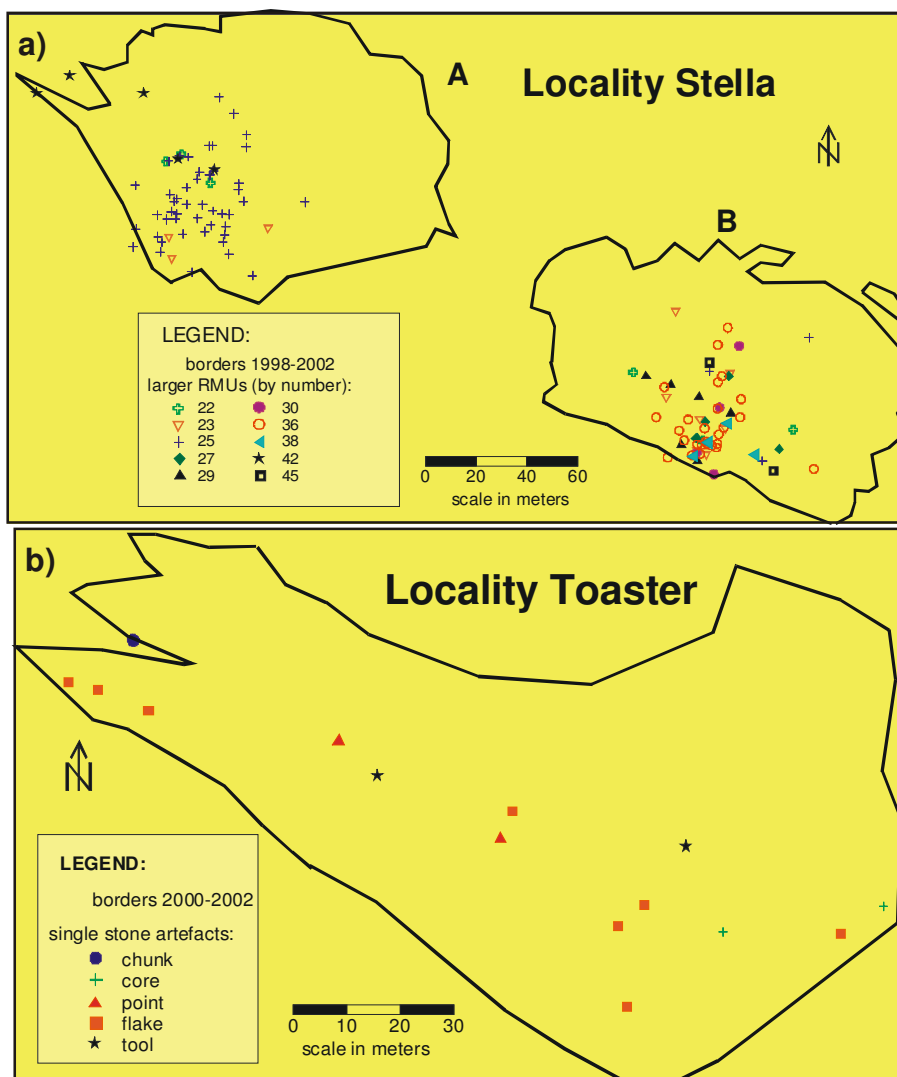 a)
A
Locality Stella
N
B
LEGEND:
borders 1998-2002
larger RMUs (by number):
22 30
23 36
25 38
27 42
29 45
0 20 40 60
scale in meters
b)
Locality Toaster
N
LEGEND:
borders 2000-2002
single stone artefacts:
chunk
core
point
flake
tool
0 10 20 30
scale in meters